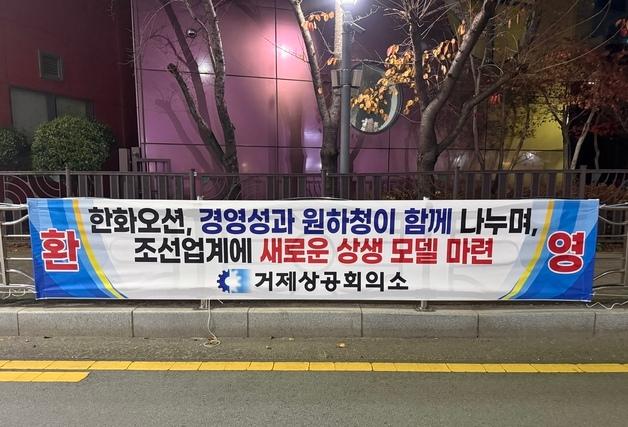 환
한화오션, 경영성과 원하청이 함께 나누며,
조선업계에 새로운 상생 모델 마련
영
거제상공회의소